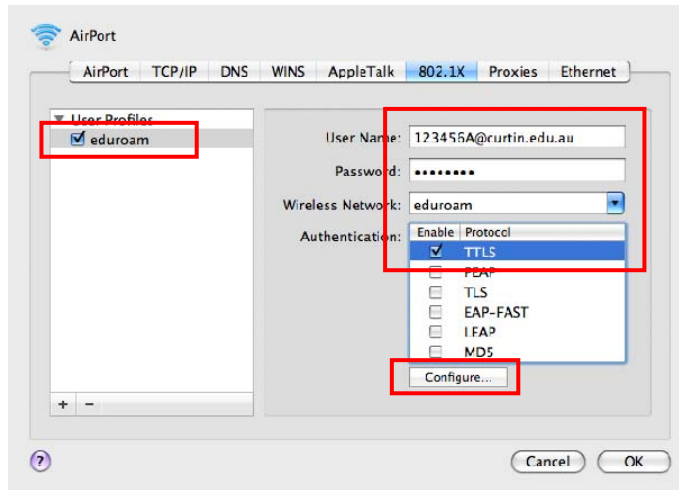 AirPort
AirPort TCP/IP DNS WINS AppleTalk 802.1X Proxies Ethernet
User Profiles
eduroam
User Name: 123456A@curtin.edu.au
Password: ••••••••
Wireless Network: eduroam
Authentication: Enable Protocol
TTLS
PEAP
TLS
EAP-FAST
LEAP
MD5
Configure...
+ −
? Cancel OK